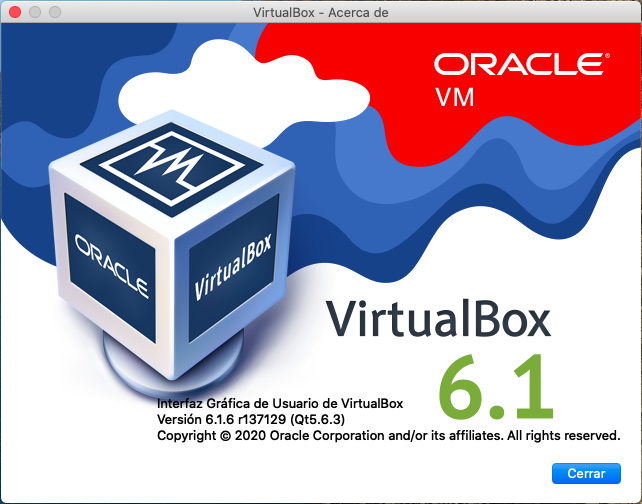 VirtualBox - Acerca de
ORACLE®
VM
ORACLE
VirtualBox
VirtualBox
6.1
Interfaz Gráfica de Usuario de VirtualBox
Versión 6.1.6 r137129 (Qt5.6.3)
Copyright © 2020 Oracle Corporation and/or its affiliates. All rights reserved.
Cerrar